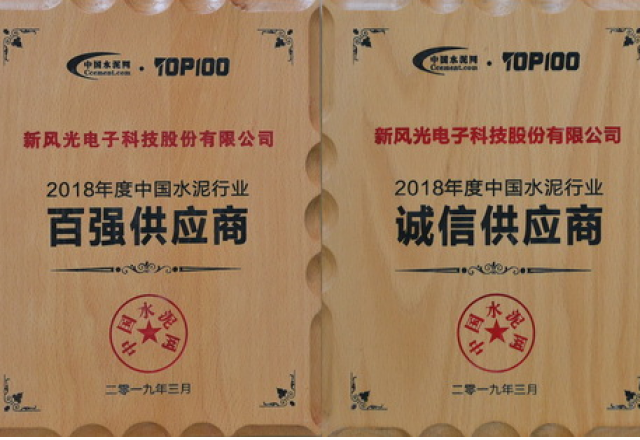 中国水泥网
Ccement.com
·TOP100
新风光电子科技股份有限公司
2018年度中国水泥行业
百强供应商
中国水泥网
二零一九年三月
中国水泥网
Ccement.com
·TOP100
新风光电子科技股份有限公司
2018年度中国水泥行业
诚信供应商
中国水泥网
二零一九年三月